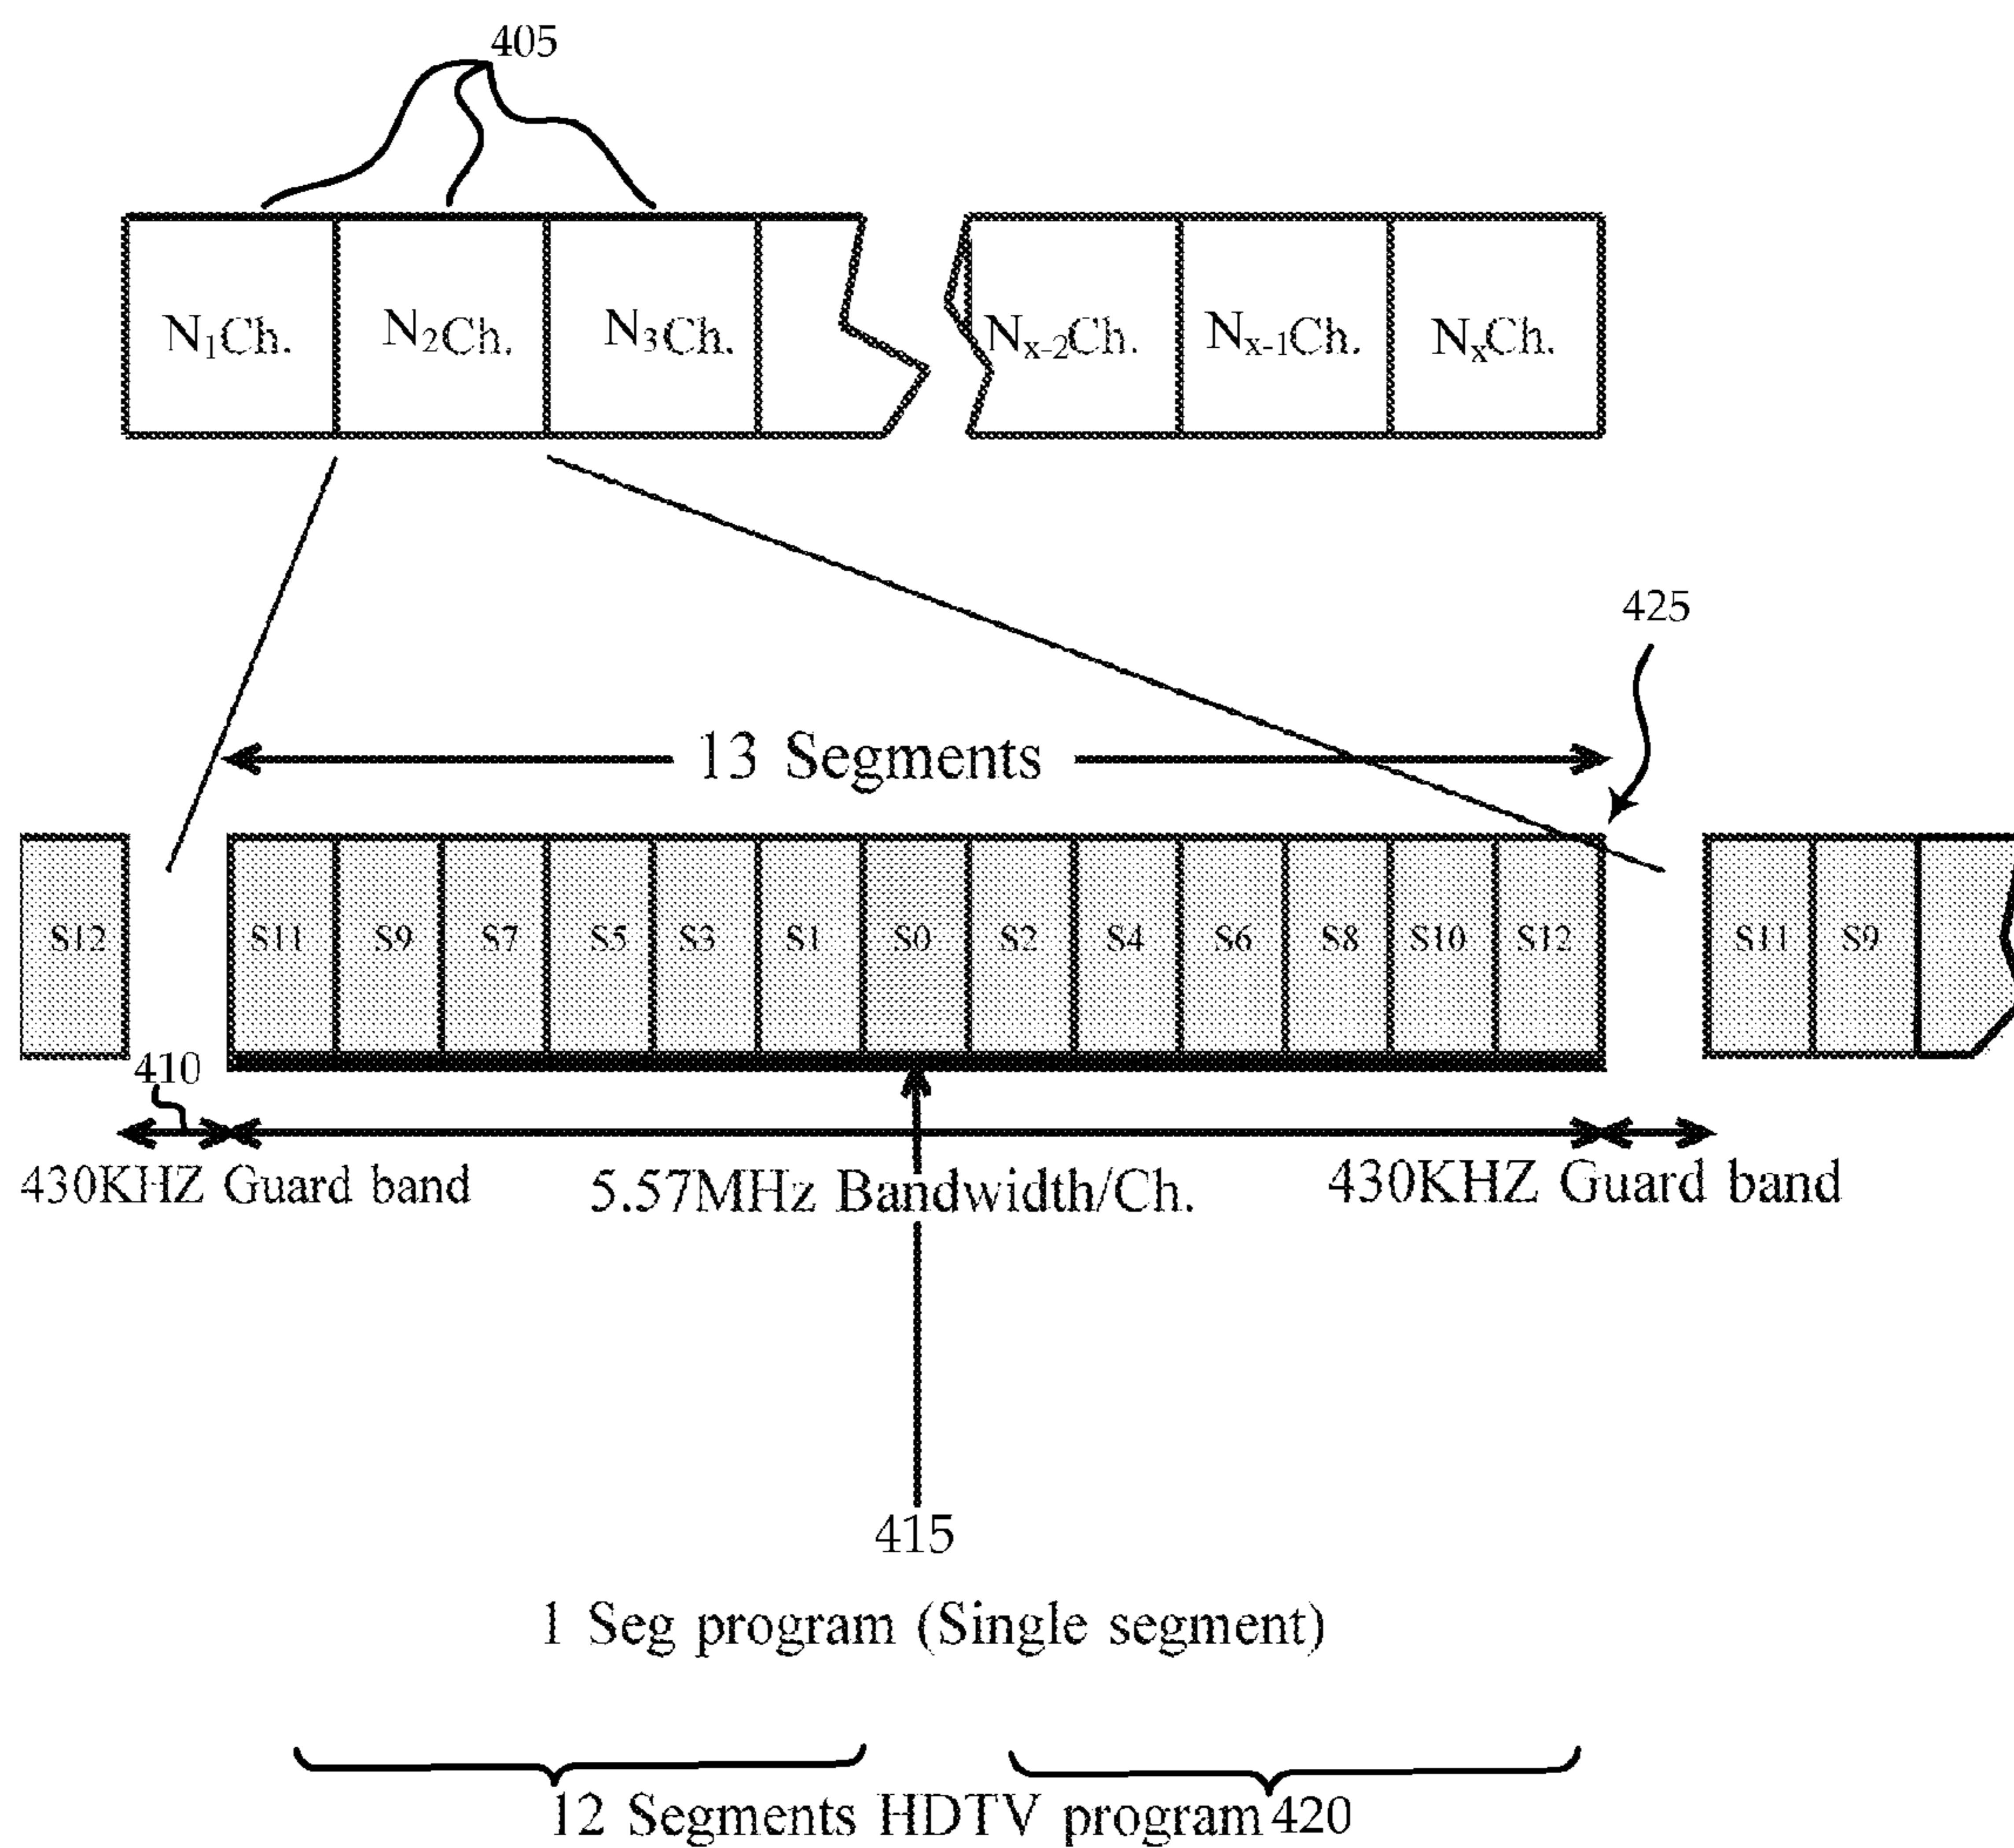 405
N₁Ch. N₂Ch. N₃Ch. Nₓ₋₂Ch. Nₓ₋₁Ch. NₓCh.
425
13 Segments
S12 S11 S9 S7 S5 S3 S1 S0 S2 S4 S6 S8 S10 S12 S11 S9
410
430KHZ Guard band 5.57MHz Bandwidth/Ch. 430KHZ Guard band
415
1 Seg program (Single segment)
12 Segments HDTV program 420